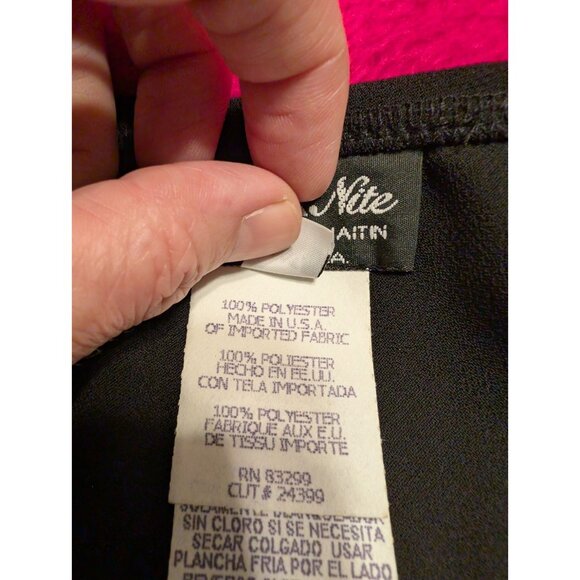 Nite
A.
100% POLYESTER
MADE IN U.S.A.
OF IMPORTED FABRIC
100% POLIESTER
HECHO EN EE.UU.
CON TELA IMPORTADA
100% POLYESTER
FABRIQUE AUX E.U.
DE TISSU IMPORTE
RN 83299
CUT# 24399
SIN CLORO SI SE NECESITA
SECAR COLGADO USAR
PLANCHA FRIA POR EL LADO